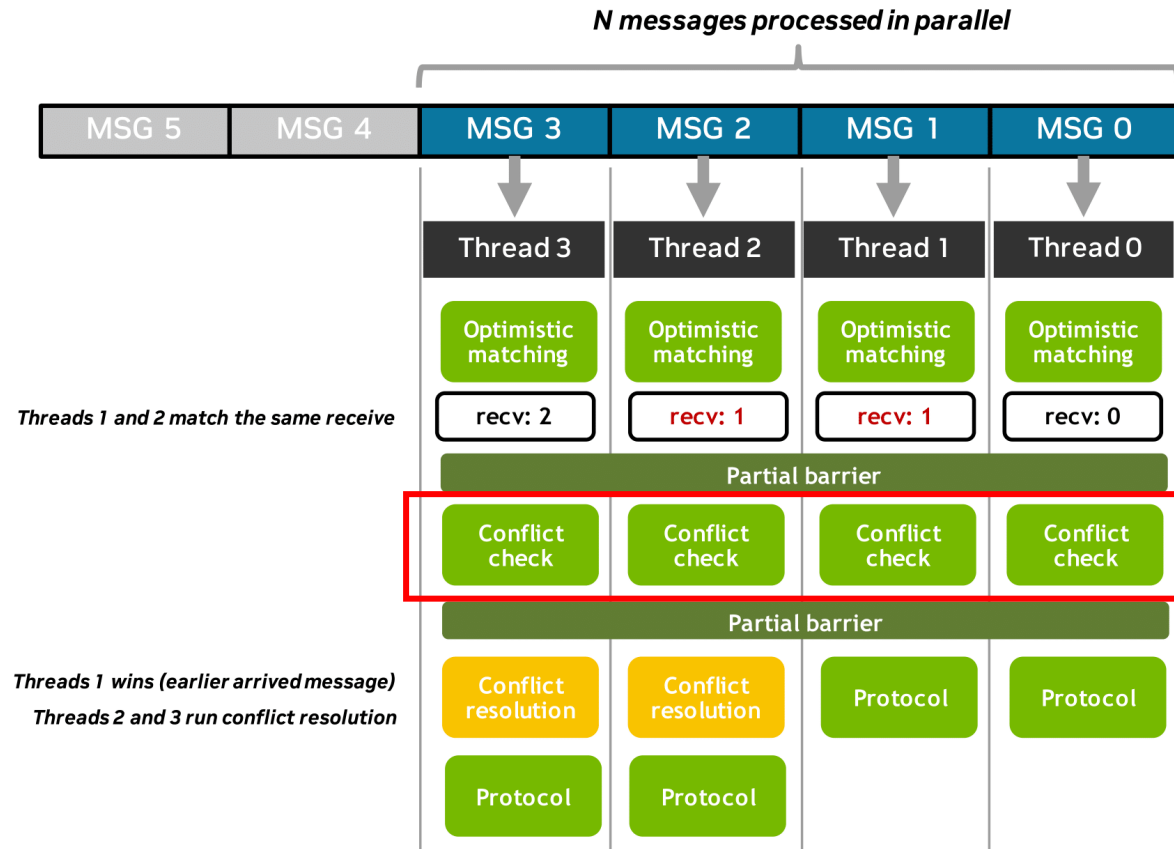 N messages processed in parallel
MSG 5
MSG 4
MSG 3
MSG 2
MSG 1
MSG 0
Thread 3
Thread 2
Thread 1
Thread 0
Optimistic
matching
Optimistic
matching
Optimistic
matching
Optimistic
matching
Threads 1 and 2 match the same receive
recv: 2
recv: 1
recv: 1
recv: 0
Partial barrier
Conflict
check
Conflict
check
Conflict
check
Conflict
check
Partial barrier
Threads 1 wins (earlier arrived message)
Threads 2 and 3 run conflict resolution
Conflict
resolution
Conflict
resolution
Protocol
Protocol
Protocol
Protocol